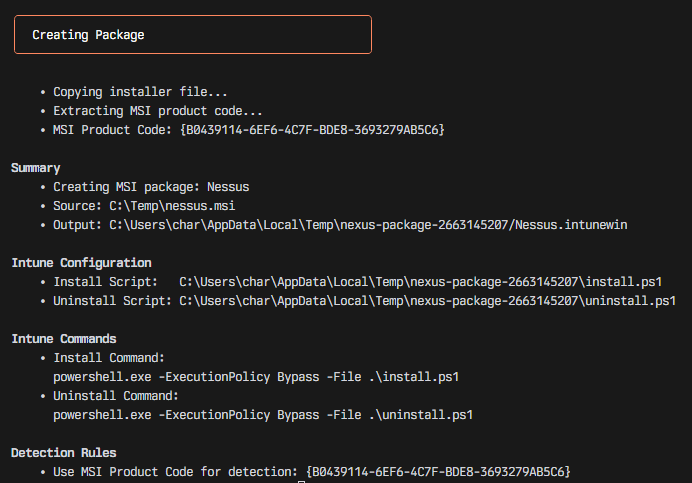 Creating Package
• Copying installer file...
• Extracting MSI product code...
• MSI Product Code: {B0439114-6EF6-4C7F-BDE8-3693279AB5C6}
Summary
• Creating MSI package: Nessus
• Source: C:\Temp\nessus.msi
• Output: C:\Users\char\AppData\Local\Temp\nexus-package-2663145207/Nessus.intunewin
Intune Configuration
• Install Script:   C:\Users\char\AppData\Local\Temp\nexus-package-2663145207\install.ps1
• Uninstall Script: C:\Users\char\AppData\Local\Temp\nexus-package-2663145207\uninstall.ps1
Intune Commands
• Install Command:
powershell.exe -ExecutionPolicy Bypass -File .\install.ps1
• Uninstall Command:
powershell.exe -ExecutionPolicy Bypass -File .\uninstall.ps1
Detection Rules
• Use MSI Product Code for detection: {B0439114-6EF6-4C7F-BDE8-3693279AB5C6}